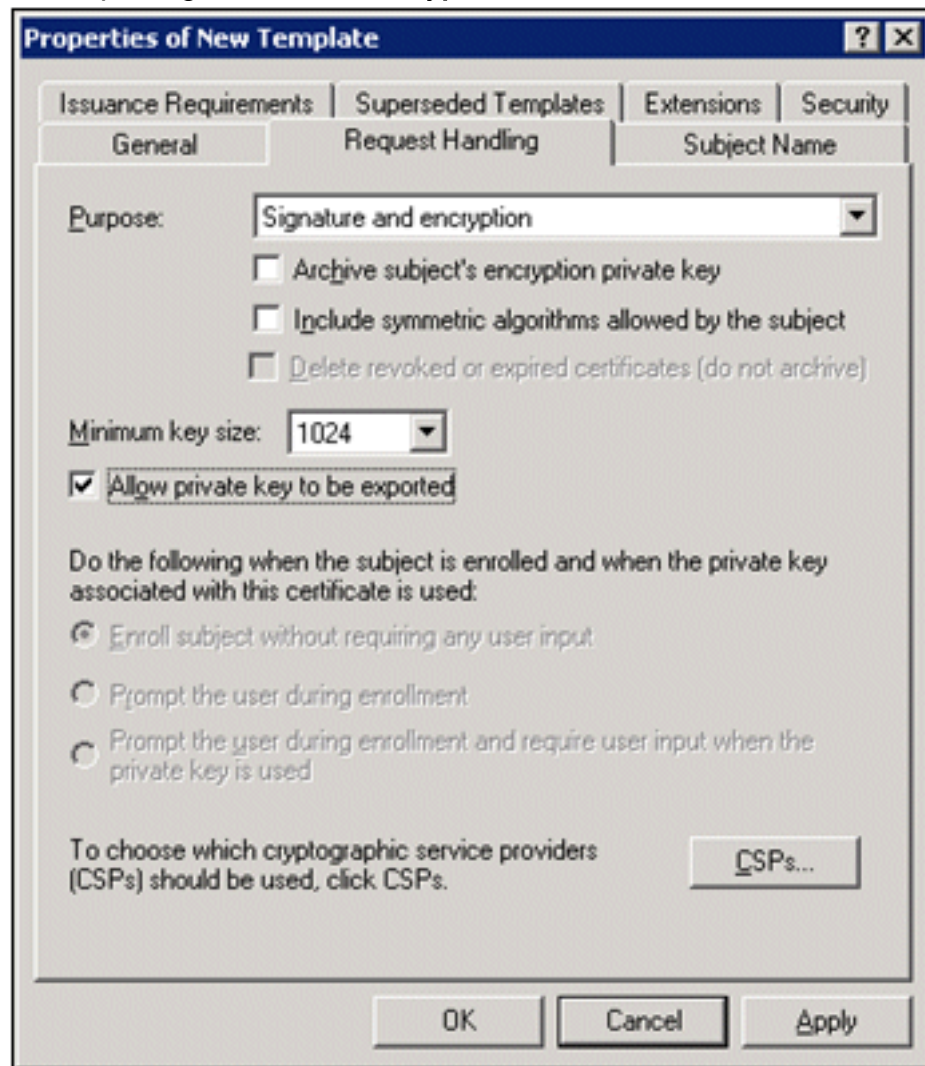 Properties of New Template
Issuance Requirements Superseded Templates Extensions Security
General Request Handling Subject Name
Purpose: Signature and encryption
Archive subject's encryption private key
Include symmetric algorithms allowed by the subject
Delete revoked or expired certificates (do not archive)
Minimum key size: 1024
Allow private key to be exported
Do the following when the subject is enrolled and when the private key
associated with this certificate is used:
Enroll subject without requiring any user input
Prompt the user during enrollment
Prompt the user during enrollment and require user input when the
private key is used
To choose which cryptographic service providers
(CSPs) should be used, click CSPs.
CSPs...
OK Cancel Apply